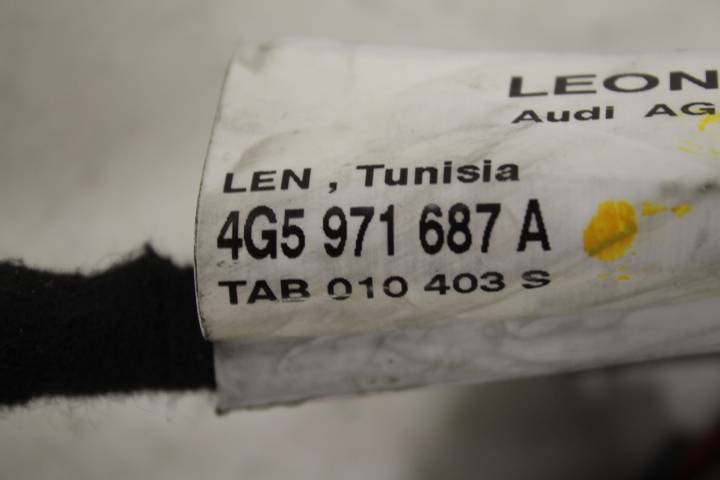 LEON
Audi AG
LEN , Tunisia
4G5 971 687 A
TAB 010 403 S